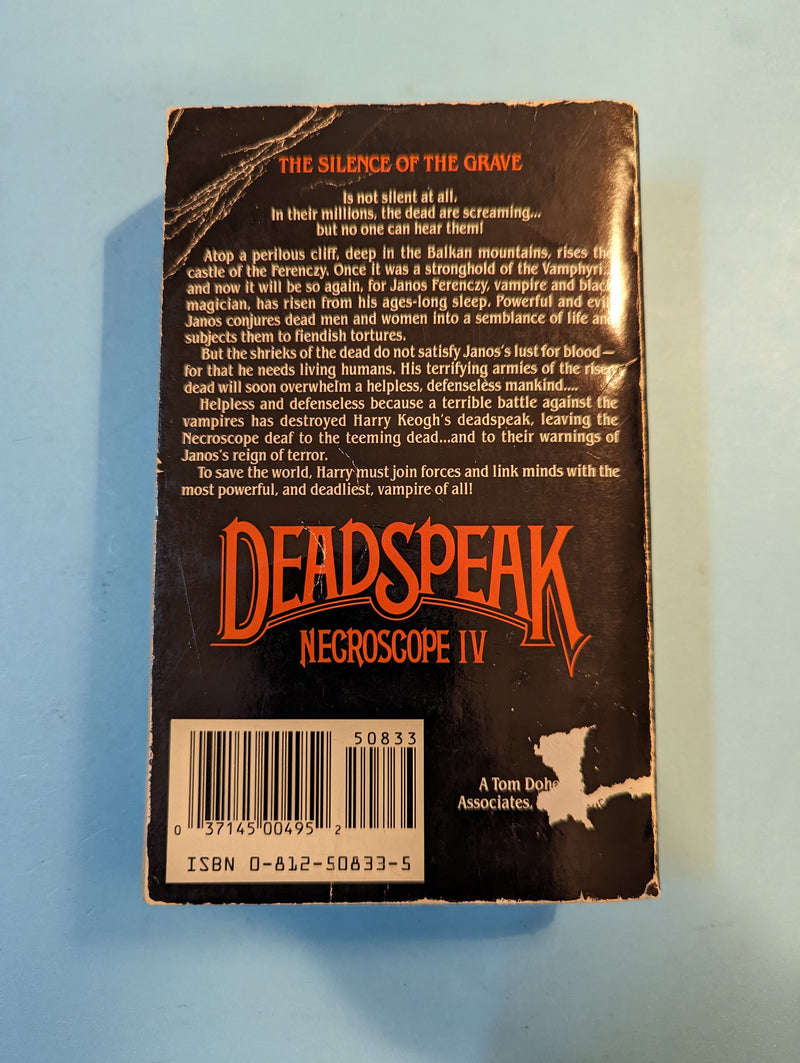 THE SILENCE OF THE GRAVE
Is not silent at all.
In their millions, the dead are screaming...
but no one can hear them!
Atop a perilous cliff, deep in the Balkan mountains, rises the
castle of the Ferenczy. Once it was a stronghold of the Vamphyri...
and now it will be so again, for Janos Ferenczy, vampire and black
magician, has risen from his ages-long sleep. Powerful and evil
Janos conjures dead men and women into a semblance of life and
subjects them to fiendish tortures.
But the shrieks of the dead do not satisfy Janos's lust for blood—
for that he needs living humans. His terrifying armies of the risen
dead will soon overwhelm a helpless, defenseless mankind....
Helpless and defenseless because a terrible battle against the
vampires has destroyed Harry Keogh's deadspeak, leaving the
Necroscope deaf to the teeming dead...and to their warnings of
Janos's reign of terror.
To save the world, Harry must join forces and link minds with the
most powerful, and deadliest, vampire of all!
DEADSPEAK
NECROSCOPE IV
50833
0 37145 00495 2
ISBN 0-812-50833-5
A Tom
Associates,